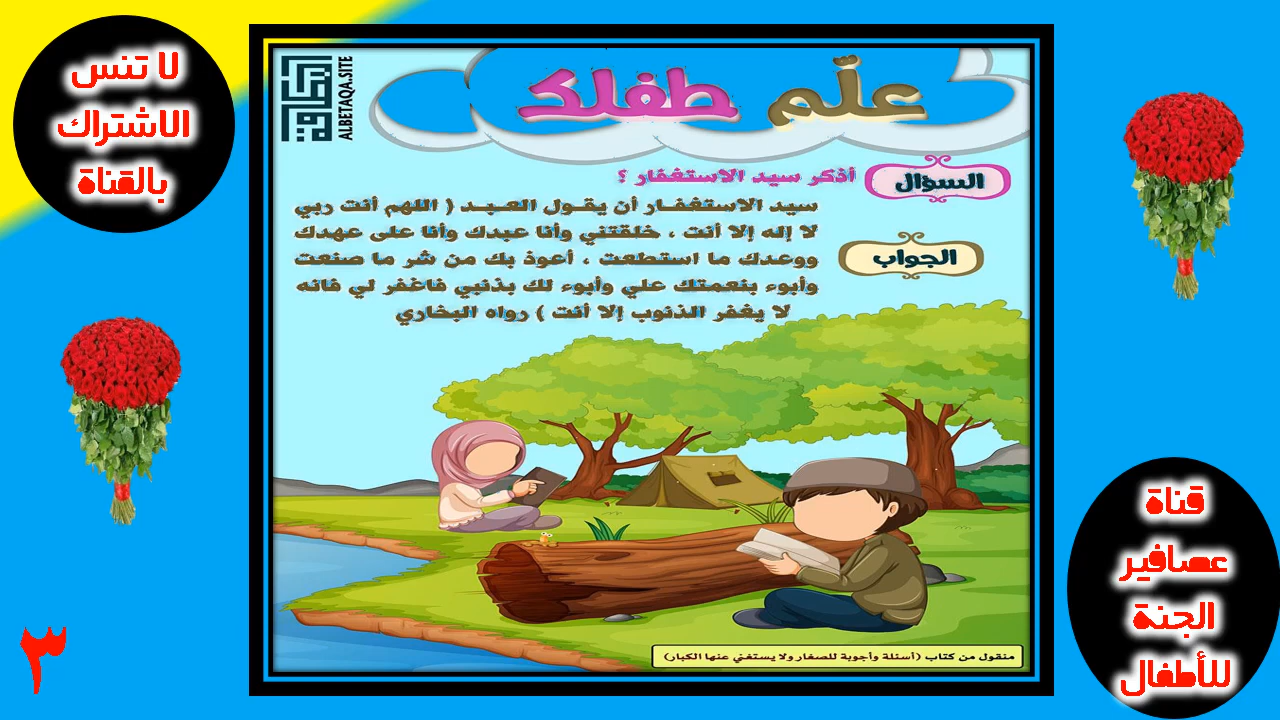 لا تنس
الاشتراك
بالقناة
البطاقة
ALBETAQA.SITE
علّم طفلك
السؤال
أذكر سيد الاستغفار ؟
الجواب
سيد الاستغفار أن يقول العبد ( اللهم أنت ربي
لا إله إلا أنت ، خلقتني وأنا عبدك وأنا على عهدك
ووعدك ما استطعت ، أعوذ بك من شر ما صنعت
وأبوء بنعمتك علي وأبوء لك بذنبي فاغفر لي فانه
لا يغفر الذنوب إلا أنت ) رواه البخاري
منقول من كتاب (أسئلة وأجوبة للصغار ولا يستغني عنها الكبار)
قناة
عصافير
الجنة
للأطفال
٣